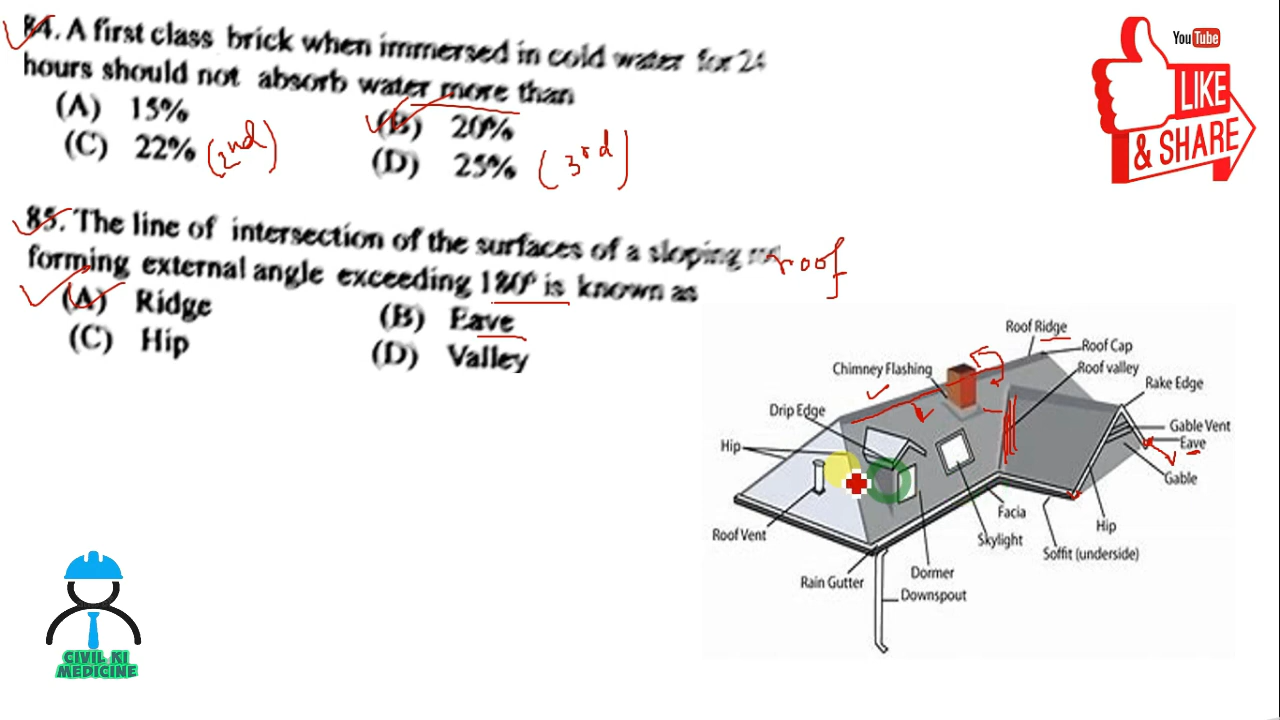 84. A first class brick when immersed in cold water for 24
hours should not absorb water more than
(A) 15%
(B) 20%
(C) 22% (2nd)
(D) 25% (3rd)
85. The line of intersection of the surfaces of a sloping roof
forming external angle exceeding 180° is known as
(A) Ridge
(B) Eave
(C) Hip
(D) Valley
YouTube
LIKE
& SHARE
Roof Ridge
Roof Cap
Chimney Flashing
Roof valley
Rake Edge
Drip Edge
Gable Vent
Hip
Eave
Gable
Roof Vent
Facia
Hip
Skylight
Soffit (underside)
Rain Gutter
Dormer
Downspout
CIVIL KI
MEDICINE